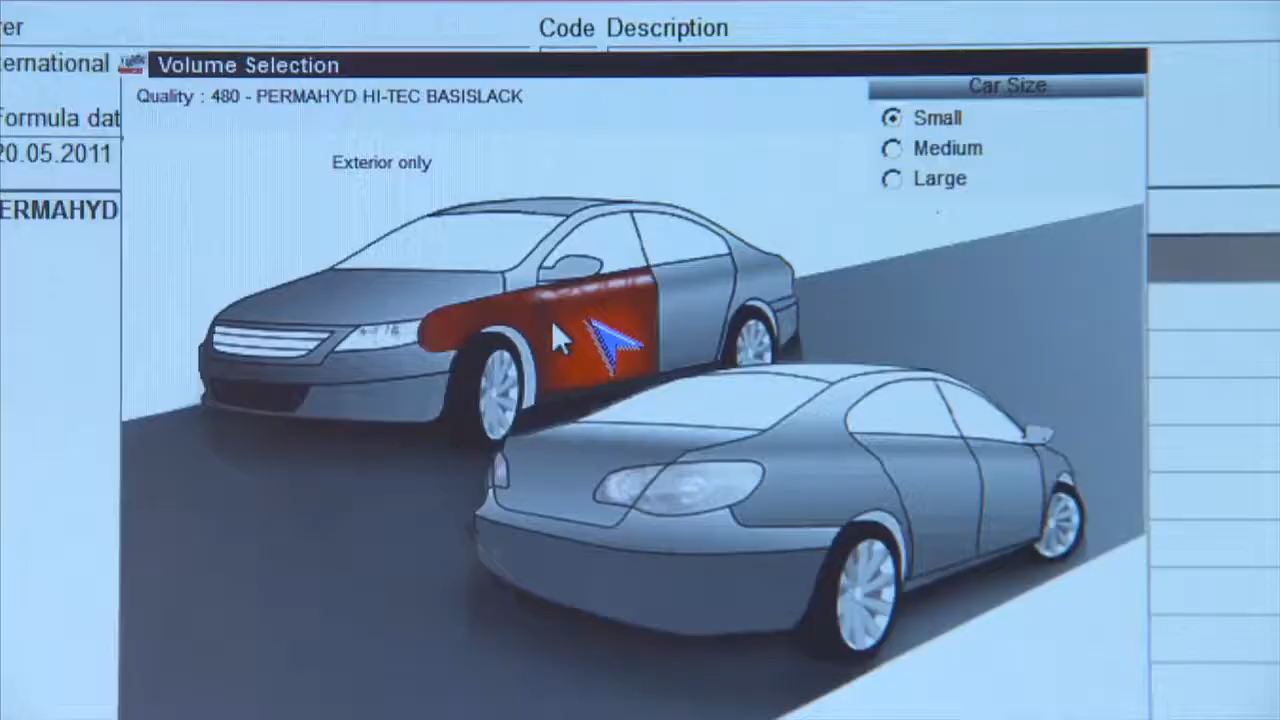 rer
Code Description
ernational
Volume Selection
Quality : 480 - PERMAHYD HI-TEC BASISLACK
Car Size
Formula dat
Small
20.05.2011
Medium
Exterior only
Large
ERMAHYD